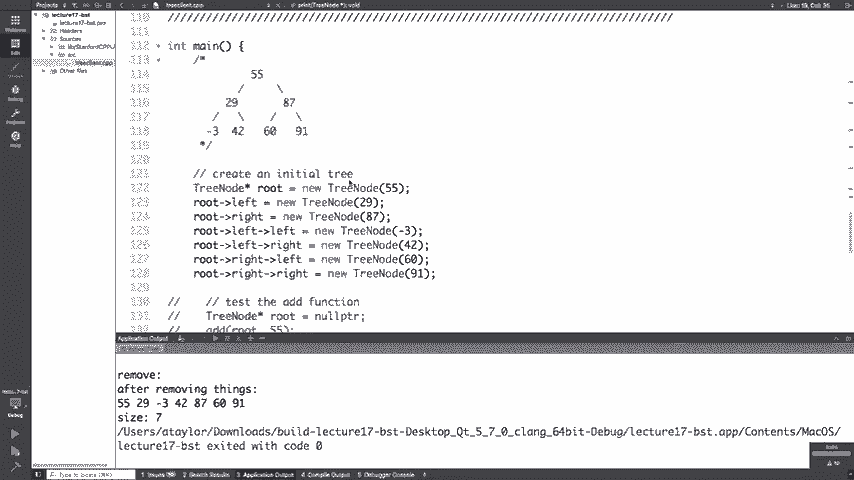 Projects
treeclient.cpp
print(TreeNode*): void
lecture17-bst
lecture17-bst.pro
Headers
Sources
src
treeclient.cpp
Other files
Welcome
Edit
Debug
Projects
Help
110 ////////////////////////////////////////////////////////////////////////
111
112 int main() {
113 /*
114 55
115 / \
116 29 87
117 / \ / \
118 -3 42 60 91
119 */
120
121 // create an initial tree
122 TreeNode* root = new TreeNode(55);
123 root->left = new TreeNode(29);
124 root->right = new TreeNode(87);
125 root->left->left = new TreeNode(-3);
126 root->left->right = new TreeNode(42);
127 root->right->left = new TreeNode(60);
128 root->right->right = new TreeNode(91);
129
130 // // test the add function
131 // TreeNode* root = nullptr;
132 // add(root, 55);
Application Output
remove:
after removing things:
55 29 -3 42 87 60 91
size: 7
/Users/ataylor/Downloads/build-lecture17-bst-Desktop_Qt_5_7_0_clang_64bit-Debug/lecture17-bst.app/Contents/MacOS/
lecture17-bst exited with code 0
Debug
Type to locate
1 Issues
2 Search Results
3 Application Output
4 Compile Output
5 Debugger Console